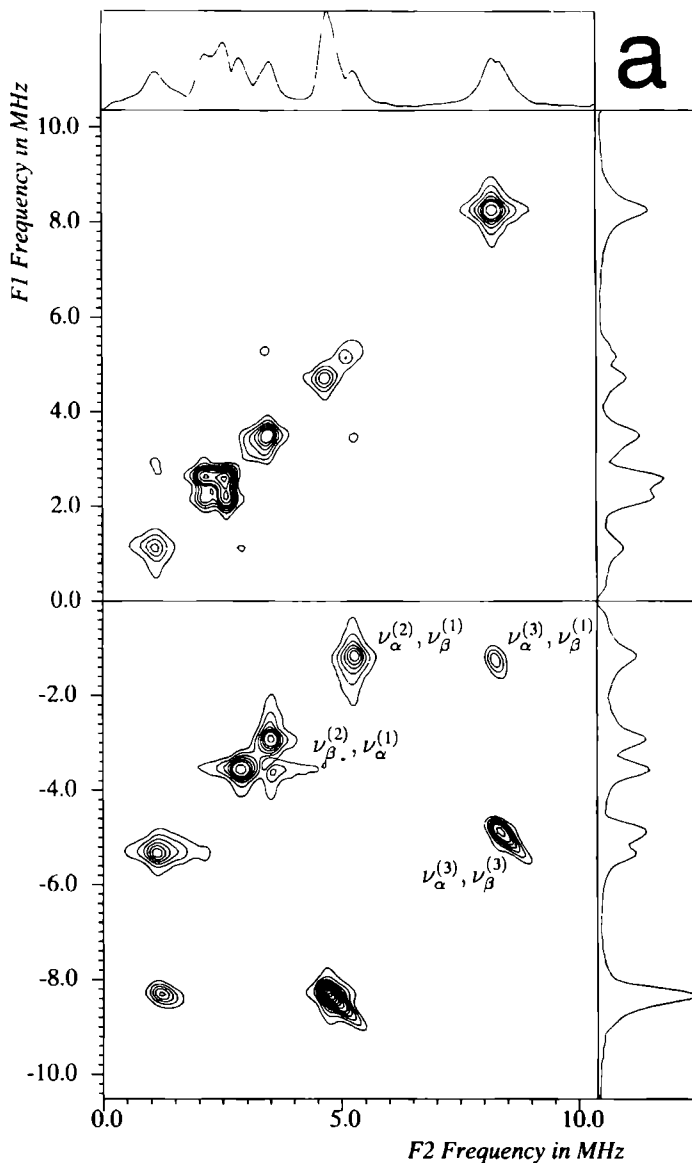 a
F1 Frequency in MHz
10.0
8.0
6.0
4.0
2.0
0.0
-2.0
-4.0
-6.0
-8.0
-10.0
ν_α^(2), ν_β^(1)
ν_α^(3), ν_β^(1)
ν_β^(2), ν_α^(1)
ν_α^(3), ν_β^(3)
0.0
5.0
10.0
F2 Frequency in MHz